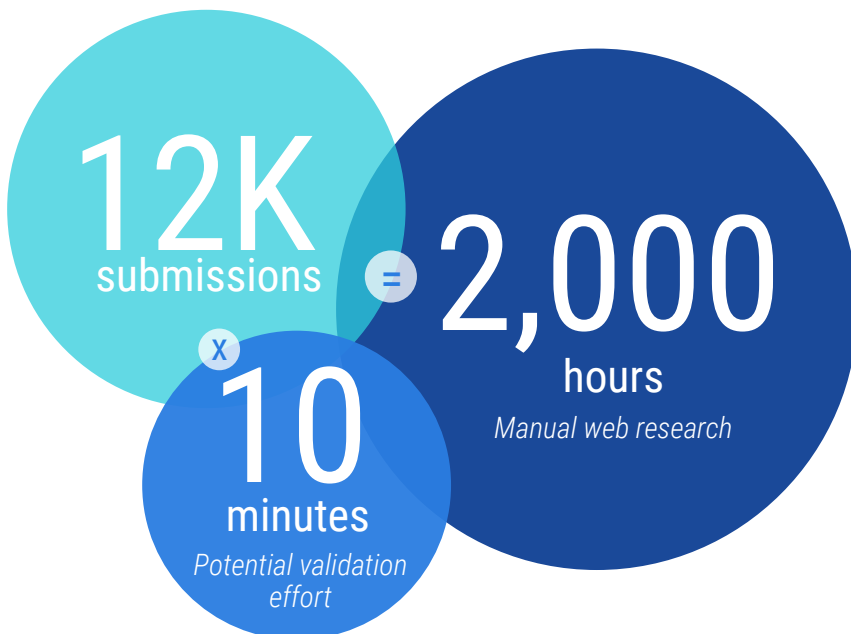 12K
submissions
x
10
minutes
Potential validation
effort
=
2,000
hours
Manual web research